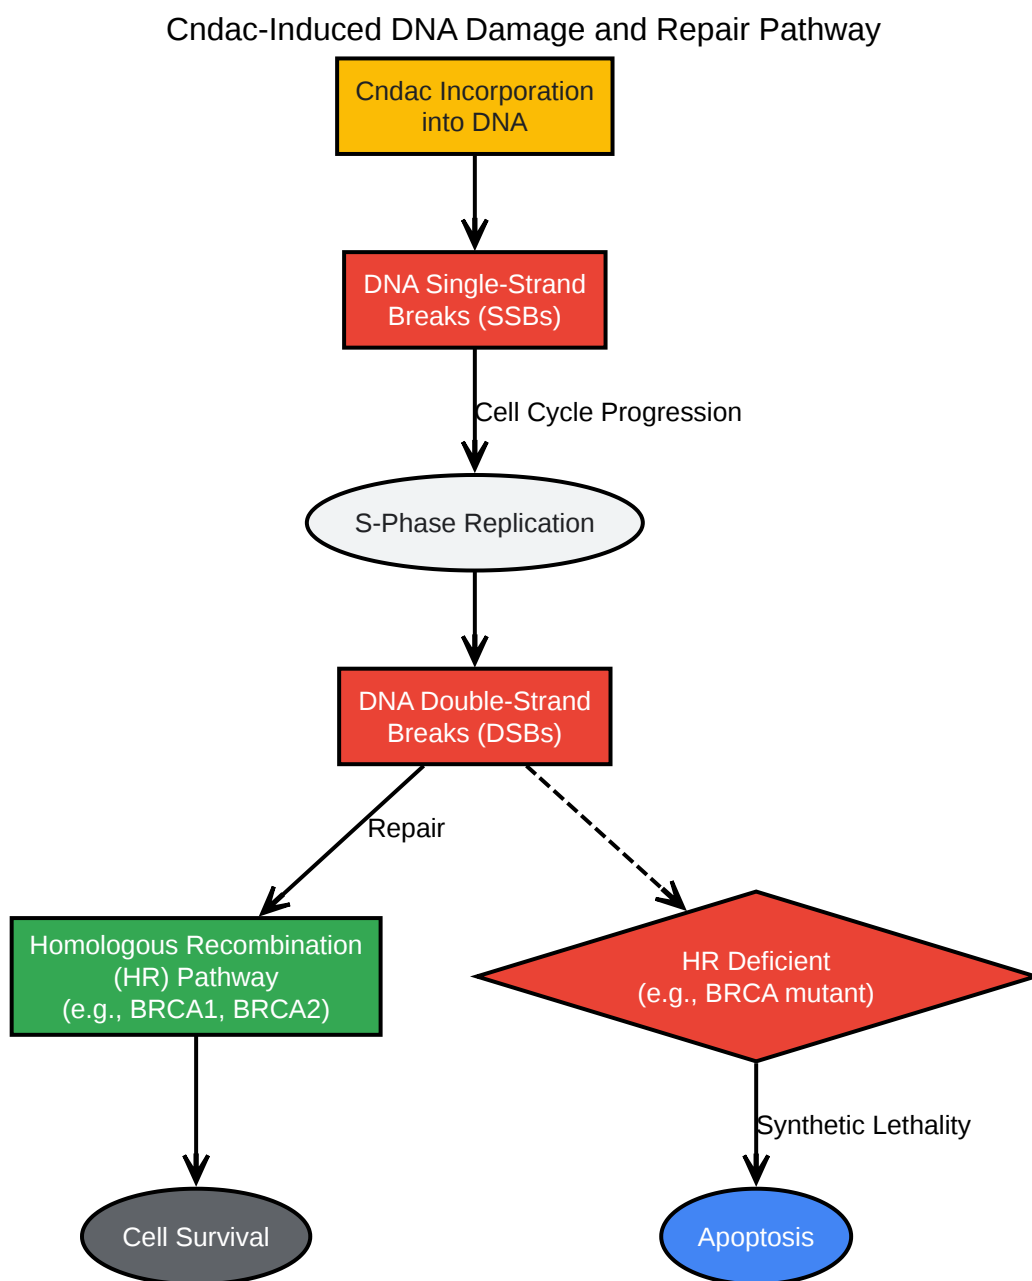 Cndac-Induced DNA Damage and Repair Pathway
Cndac Incorporation
into DNA
DNA Single-Strand
Breaks (SSBs)
Cell Cycle Progression
S-Phase Replication
DNA Double-Strand
Breaks (DSBs)
Repair
Homologous Recombination
(HR) Pathway
(e.g., BRCA1, BRCA2)
HR Deficient
(e.g., BRCA mutant)
Synthetic Lethality
Cell Survival
Apoptosis